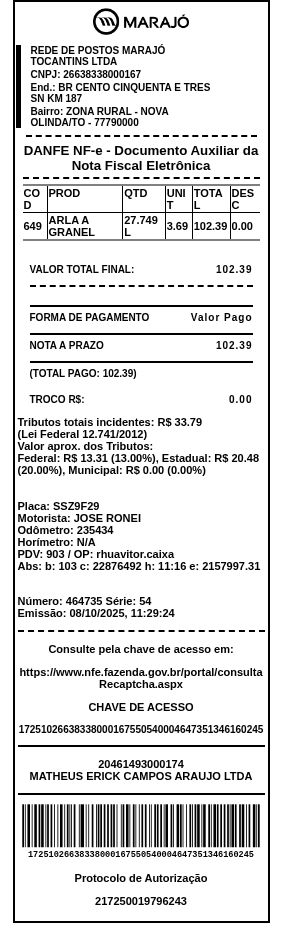 MARAJÓ
REDE DE POSTOS MARAJÓ
TOCANTINS LTDA
CNPJ: 26638338000167
End.: BR CENTO CINQUENTA E TRES
SN KM 187
Bairro: ZONA RURAL - NOVA
OLINDA/TO - 77790000
DANFE NF-e - Documento Auxiliar da
Nota Fiscal Eletrônica
COD PROD QTD UNIT TOTAL DESC
649 ARLA A GRANEL 27.749 L 3.69 102.39 0.00
VALOR TOTAL FINAL: 102.39
FORMA DE PAGAMENTO Valor Pago
NOTA A PRAZO 102.39
(TOTAL PAGO: 102.39)
TROCO R$: 0.00
Tributos totais incidentes: R$ 33.79
(Lei Federal 12.741/2012)
Valor aprox. dos Tributos:
Federal: R$ 13.31 (13.00%), Estadual: R$ 20.48
(20.00%), Municipal: R$ 0.00 (0.00%)
Placa: SSZ9F29
Motorista: JOSE RONEI
Odômetro: 235434
Horímetro: N/A
PDV: 903 / OP: rhuavitor.caixa
Abs: b: 103 c: 22876492 h: 11:16 e: 2157997.31
Número: 464735 Série: 54
Emissão: 08/10/2025, 11:29:24
Consulte pela chave de acesso em:
https://www.nfe.fazenda.gov.br/portal/consulta
Recaptcha.aspx
CHAVE DE ACESSO
17251026638338000167550540004647351346160245
20461493000174
MATHEUS ERICK CAMPOS ARAUJO LTDA
17251026638338000167550540004647351346160245
Protocolo de Autorização
217250019796243